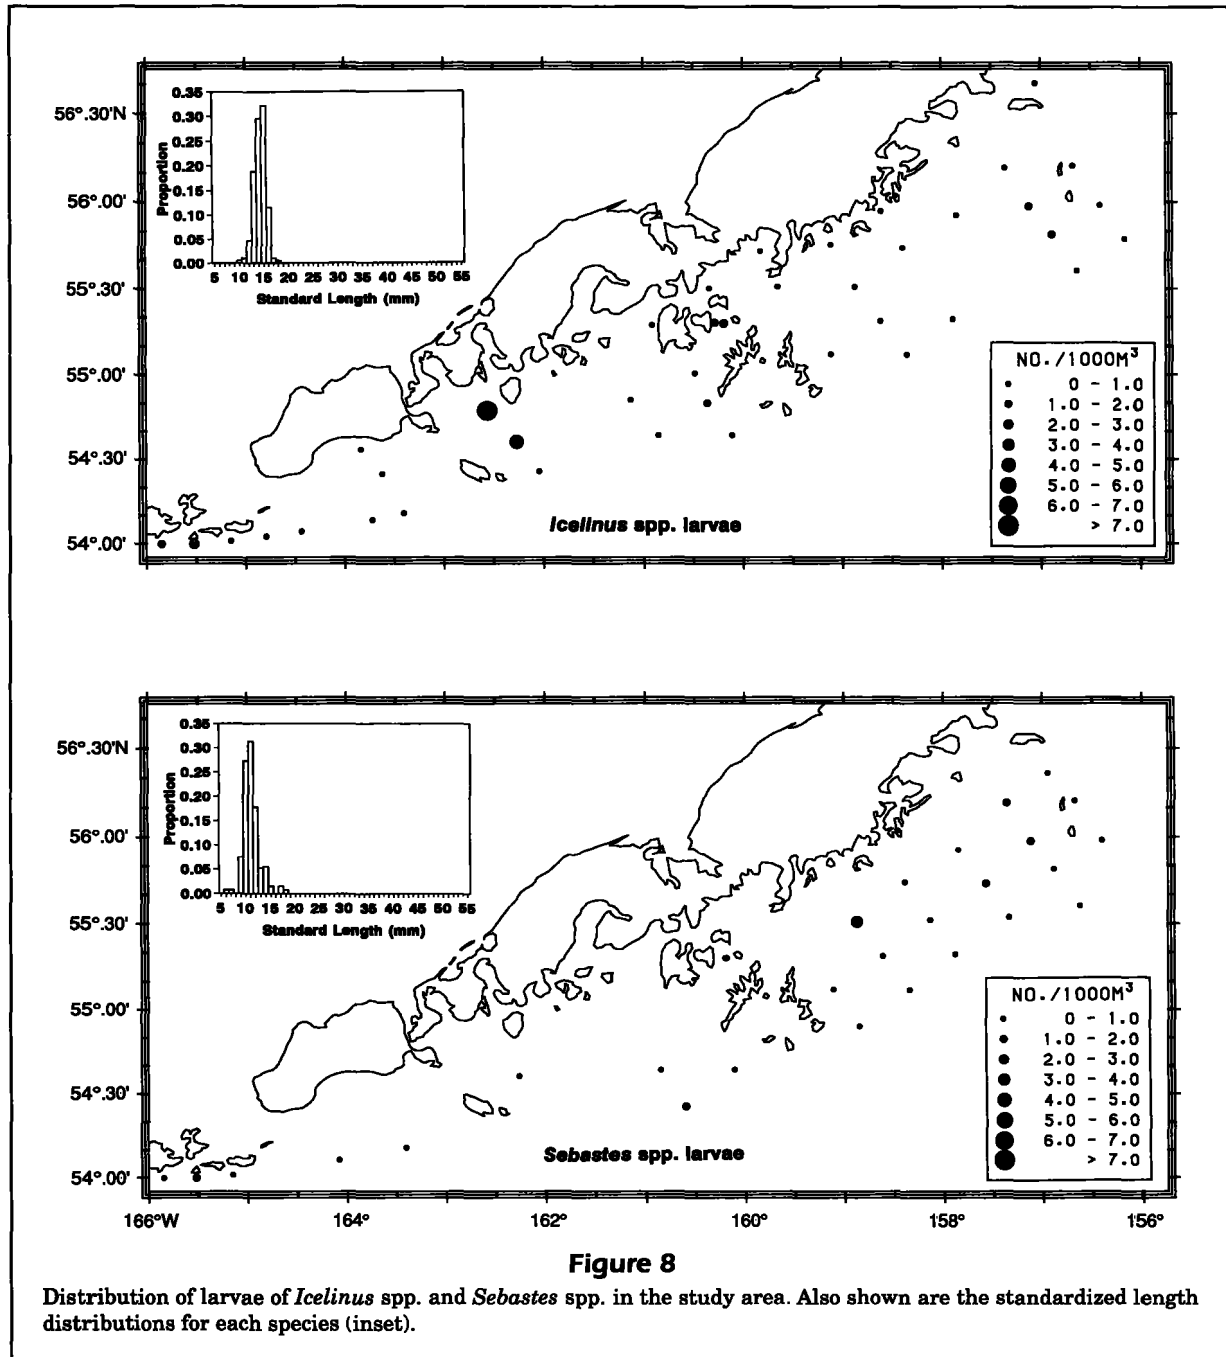 0.35
0.30
0.25
0.20
0.15
0.10
0.05
0.00
Proportion
5 10 15 20 25 30 35 40 45 50 55
Standard Length (mm)
56°.30'N
56°.00'
55°.30'
55°.00'
54°.30'
54°.00'
Icelinus spp. larvae
NO./1000M³
0 - 1.0
1.0 - 2.0
2.0 - 3.0
3.0 - 4.0
4.0 - 5.0
5.0 - 6.0
6.0 - 7.0
> 7.0
0.35
0.30
0.25
0.20
0.15
0.10
0.05
0.00
Proportion
5 10 15 20 25 30 35 40 45 50 55
Standard Length (mm)
56°.30'N
56°.00'
55°.30'
55°.00'
54°.30'
54°.00'
Sebastes spp. larvae
NO./1000M³
0 - 1.0
1.0 - 2.0
2.0 - 3.0
3.0 - 4.0
4.0 - 5.0
5.0 - 6.0
6.0 - 7.0
> 7.0
166°W 164° 162° 160° 158° 156°
Figure 8
Distribution of larvae of Icelinus spp. and Sebastes spp. in the study area. Also shown are the standardized length
distributions for each species (inset).